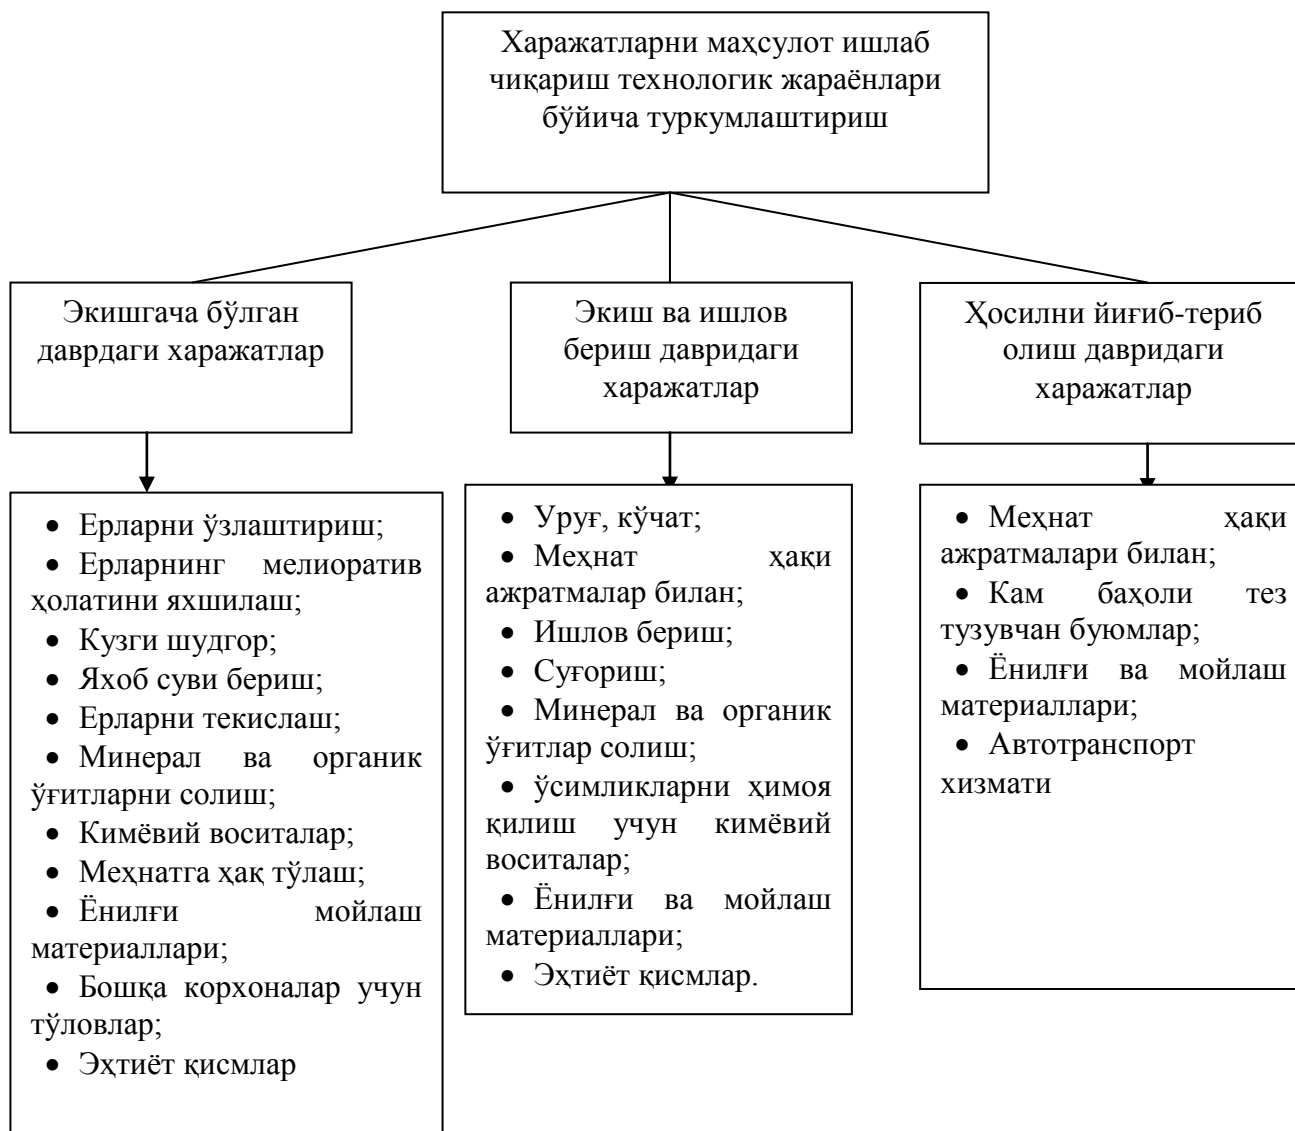 Харажатларни маҳсулот ишлаб
чиқариш технологик жараёнлари
бўйича туркумлаштириш
Экишгача бўлган
даврдаги харажатлар
Экиш ва ишлов
бериш давридаги
харажатлар
Ҳосилни йиғиб-териб
олиш давридаги
харажатлар
• Ерларни ўзлаштириш;
• Ерларнинг мелиоратив
ҳолатини яхшилаш;
• Кузги шудгор;
• Яхоб суви бериш;
• Ерларни текислаш;
• Минерал ва органик
ўғитларни солиш;
• Кимёвий воситалар;
• Меҳнатга ҳақ тўлаш;
• Ёнилғи мойлаш
материаллари;
• Бошқа корхоналар учун
тўловлар;
• Эҳтиёт қисмлар
• Уруғ, кўчат;
• Меҳнат ҳақи
ажратмалар билан;
• Ишлов бериш;
• Суғориш;
• Минерал ва органик
ўғитлар солиш;
• ўсимликларни ҳимоя
қилиш учун кимёвий
воситалар;
• Ёнилғи ва мойлаш
материаллари;
• Эҳтиёт қисмлар.
• Меҳнат ҳақи
ажратмалари билан;
• Кам баҳоли тез
тузувчан буюмлар;
• Ёнилғи ва мойлаш
материаллари;
• Автотранспорт
хизмати